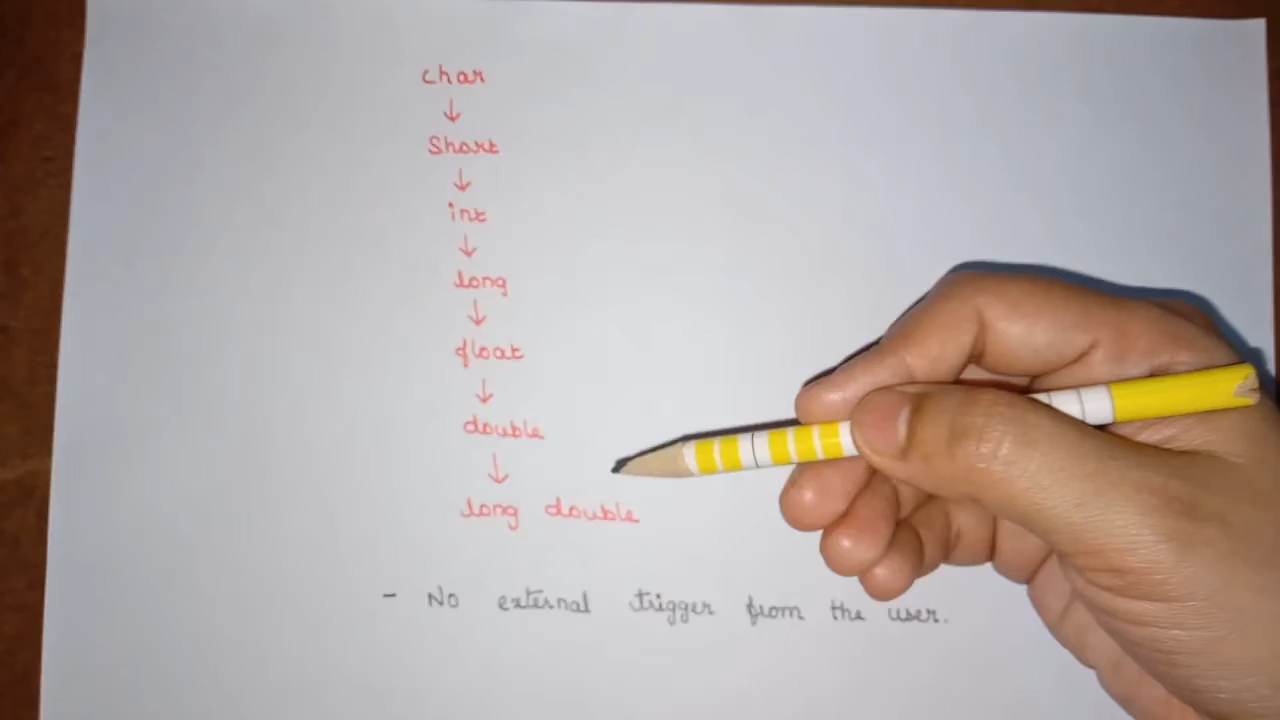 char
↓
Short
↓
int
↓
long
↓
float
↓
double
↓
long double
- No external trigger from the user.